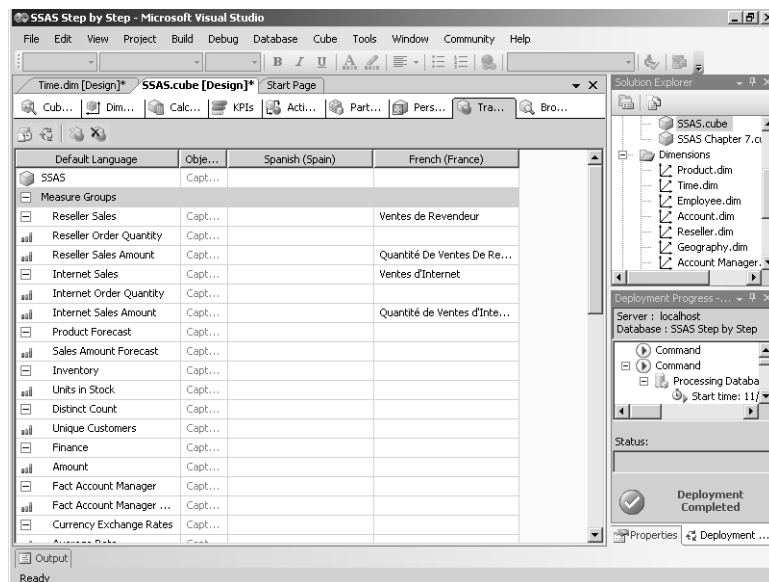 SSAS Step by Step - Microsoft Visual Studio
File Edit View Project Build Debug Database Cube Tools Window Community Help
B I U A
Time.dim [Design]* SSAS.cube [Design]* Start Page
Cub... Dim... Calc... KPIs Acti... Part... Pers... Tra... Bro...
Default Language Obje... Spanish (Spain) French (France)
SSAS Capt...
Measure Groups
Reseller Sales Capt... Ventes de Revendeur
Reseller Order Quantity Capt...
Reseller Sales Amount Capt... Quantité De Ventes De Re...
Internet Sales Capt... Ventes d'Internet
Internet Order Quantity Capt...
Internet Sales Amount Capt... Quantité de Ventes d'Inte...
Product Forecast Capt...
Sales Amount Forecast Capt...
Inventory Capt...
Units in Stock Capt...
Distinct Count Capt...
Unique Customers Capt...
Finance Capt...
Amount Capt...
Fact Account Manager Capt...
Fact Account Manager ... Capt...
Currency Exchange Rates Capt...
Solution Explorer
SSAS.cube
SSAS Chapter 7.cu
Dimensions
Product.dim
Time.dim
Employee.dim
Account.dim
Reseller.dim
Geography.dim
Account Manager.
Deployment Progress -...
Server : localhost
Database : SSAS Step by Step
Command
Command
Processing Databa
Start time: 11/
Status:
Deployment
Completed
Properties Deployment ...
Output
Ready